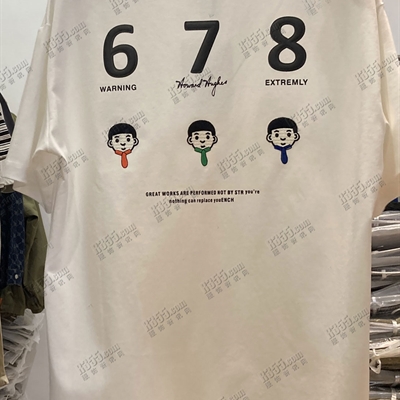 6 7 8
WARNING Howard Hughes EXTREMLY
GREAT WORKS ARE PERFORMED NOT BY STR you're
nothing can replace youENCH